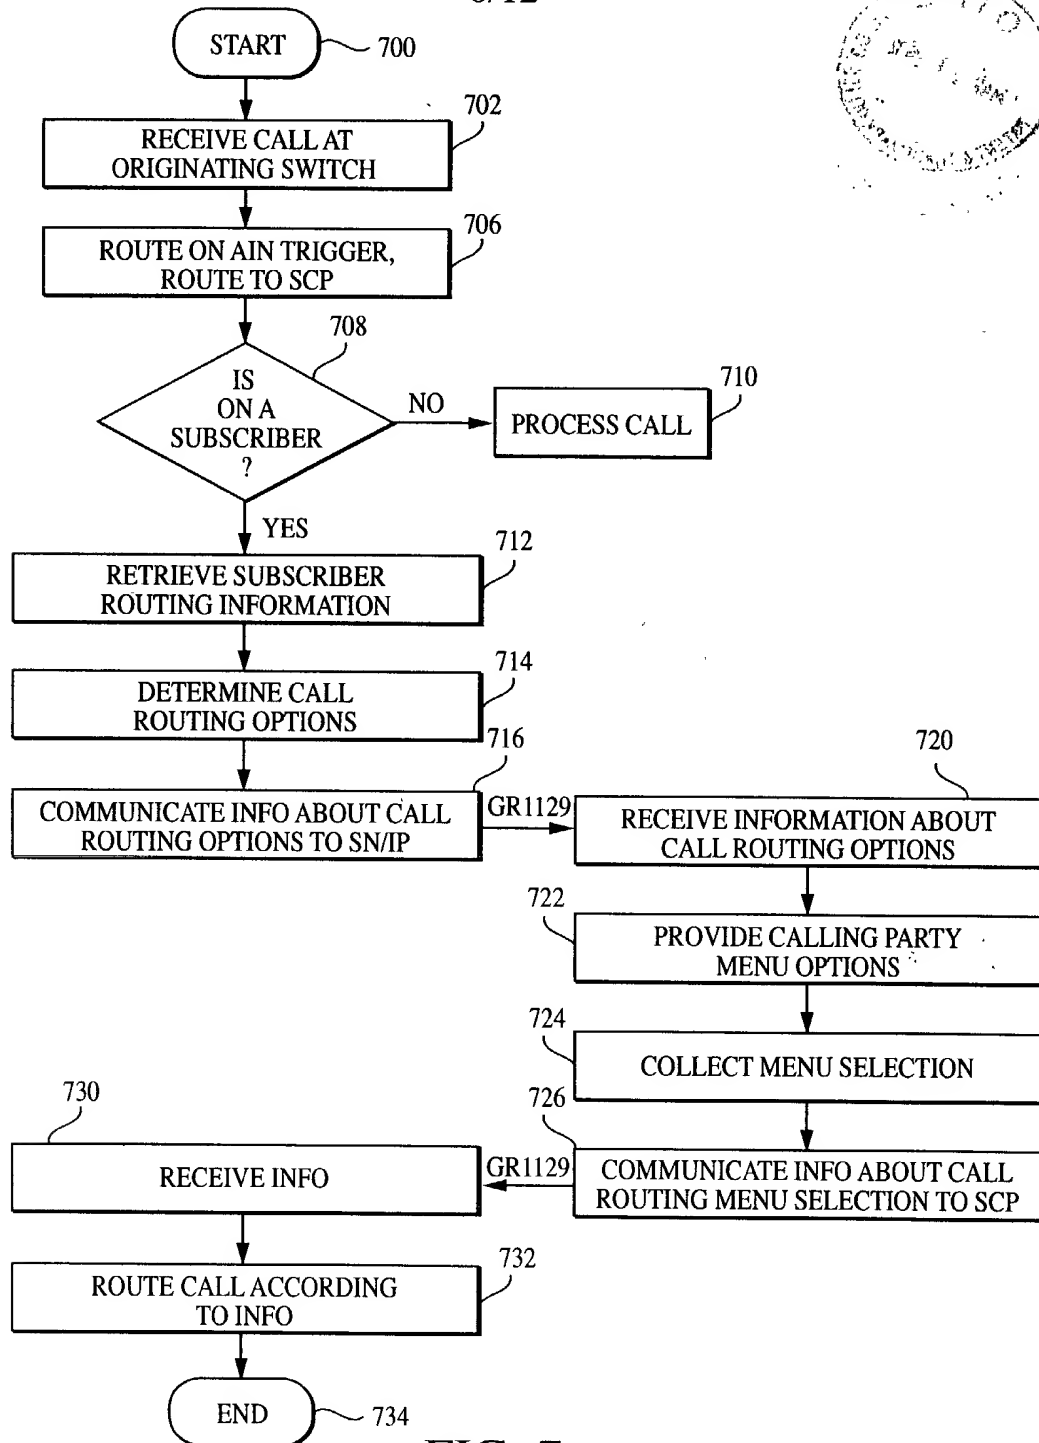 START
700
702
RECEIVE CALL AT
ORIGINATING SWITCH
706
ROUTE ON AIN TRIGGER,
ROUTE TO SCP
708
IS
ON A
SUBSCRIBER
?
NO
710
PROCESS CALL
YES
712
RETRIEVE SUBSCRIBER
ROUTING INFORMATION
714
DETERMINE CALL
ROUTING OPTIONS
716
COMMUNICATE INFO ABOUT CALL
ROUTING OPTIONS TO SN/IP
GR1129
720
RECEIVE INFORMATION ABOUT
CALL ROUTING OPTIONS
722
PROVIDE CALLING PARTY
MENU OPTIONS
724
COLLECT MENU SELECTION
726
COMMUNICATE INFO ABOUT CALL
ROUTING MENU SELECTION TO SCP
GR1129
730
RECEIVE INFO
732
ROUTE CALL ACCORDING
TO INFO
END
734